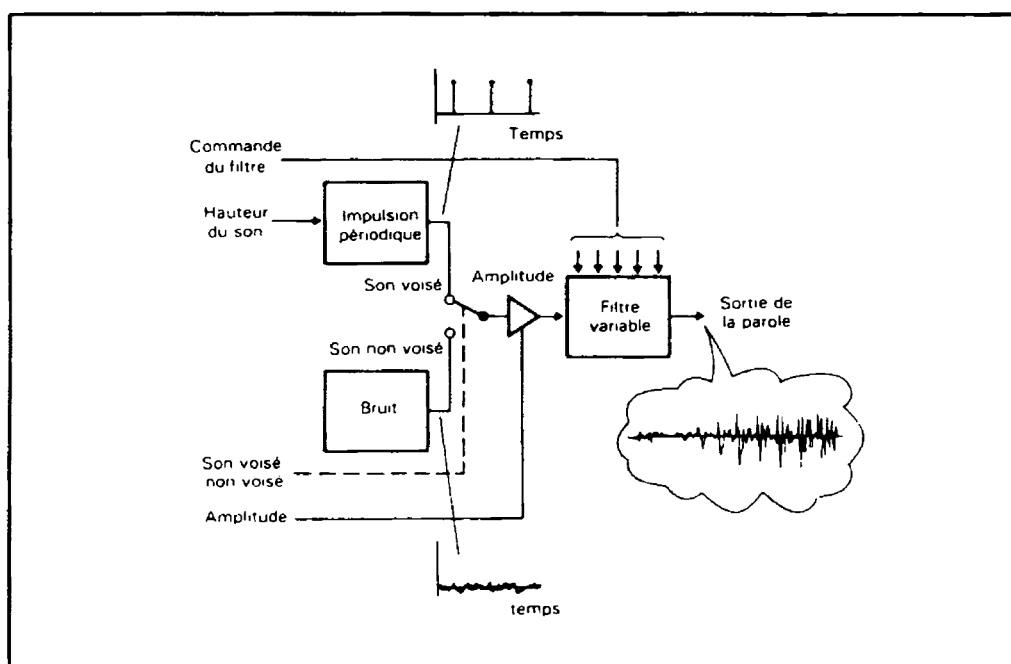 Temps
Commande
du filtre
Hauteur
du son
Impulsion
périodique
Son voisé
Amplitude
Filtre
variable
Sortie de
la parole
Son non voisé
Bruit
Son voisé
non voisé
Amplitude
temps